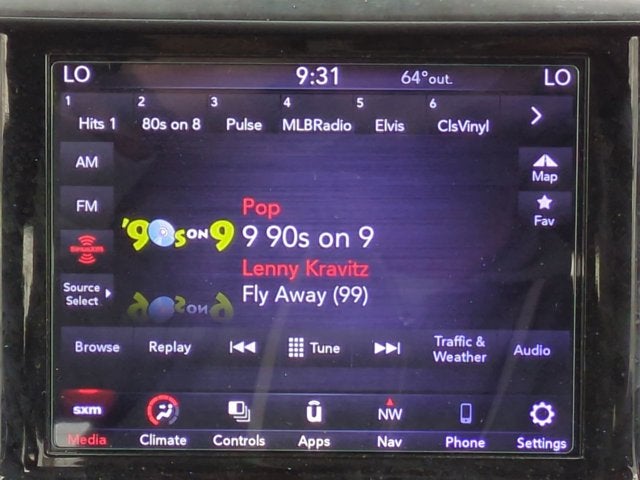 LO 9:31 64°out. LO
1 2 3 4 5 6
Hits 1 80s on 8 Pulse MLBRadio Elvis ClsVinyl
AM
Map
FM
Fav
SiriusXM
Source
Select
'90s ON 9
Pop
9 90s on 9
Lenny Kravitz
Fly Away (99)
Browse Replay Tune Traffic &
Weather Audio
sxm
NW
Media Climate Controls Apps Nav Phone Settings